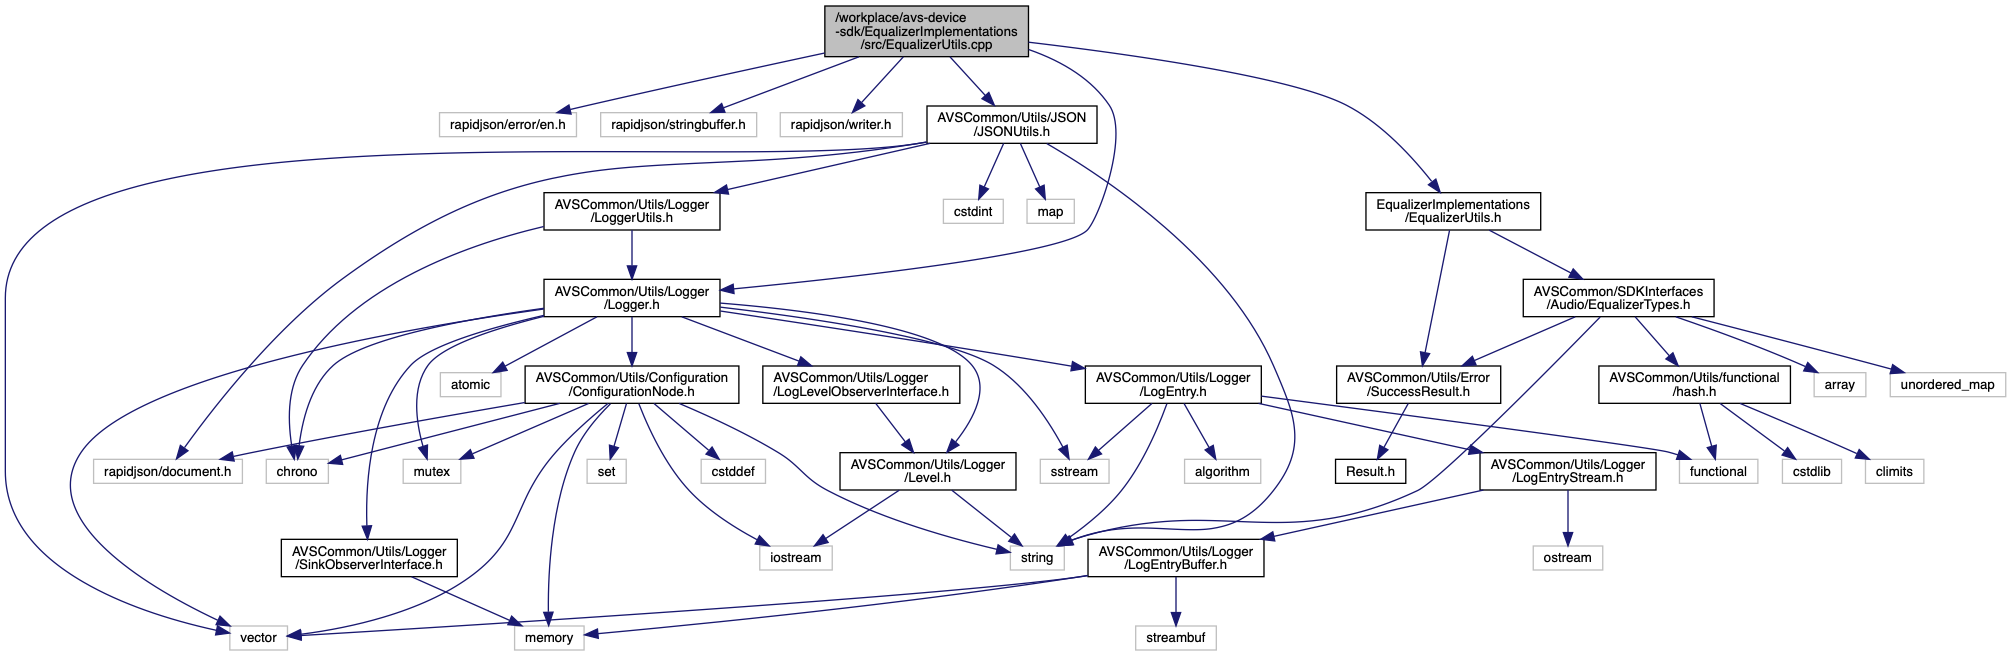 /workplace/avs-device
-sdk/EqualizerImplementations
/src/EqualizerUtils.cpp
rapidjson/error/en.h
rapidjson/stringbuffer.h
rapidjson/writer.h
AVSCommon/Utils/JSON
/JSONUtils.h
AVSCommon/Utils/Logger
/LoggerUtils.h
cstdint
map
EqualizerImplementations
/EqualizerUtils.h
AVSCommon/Utils/Logger
/Logger.h
AVSCommon/SDKInterfaces
/Audio/EqualizerTypes.h
atomic
AVSCommon/Utils/Configuration
/ConfigurationNode.h
AVSCommon/Utils/Logger
/LogLevelObserverInterface.h
AVSCommon/Utils/Logger
/LogEntry.h
AVSCommon/Utils/Error
/SuccessResult.h
AVSCommon/Utils/functional
/hash.h
array
unordered_map
rapidjson/document.h
chrono
mutex
set
cstddef
AVSCommon/Utils/Logger
/Level.h
sstream
algorithm
Result.h
AVSCommon/Utils/Logger
/LogEntryStream.h
functional
cstdlib
climits
AVSCommon/Utils/Logger
/SinkObserverInterface.h
iostream
string
AVSCommon/Utils/Logger
/LogEntryBuffer.h
ostream
vector
memory
streambuf